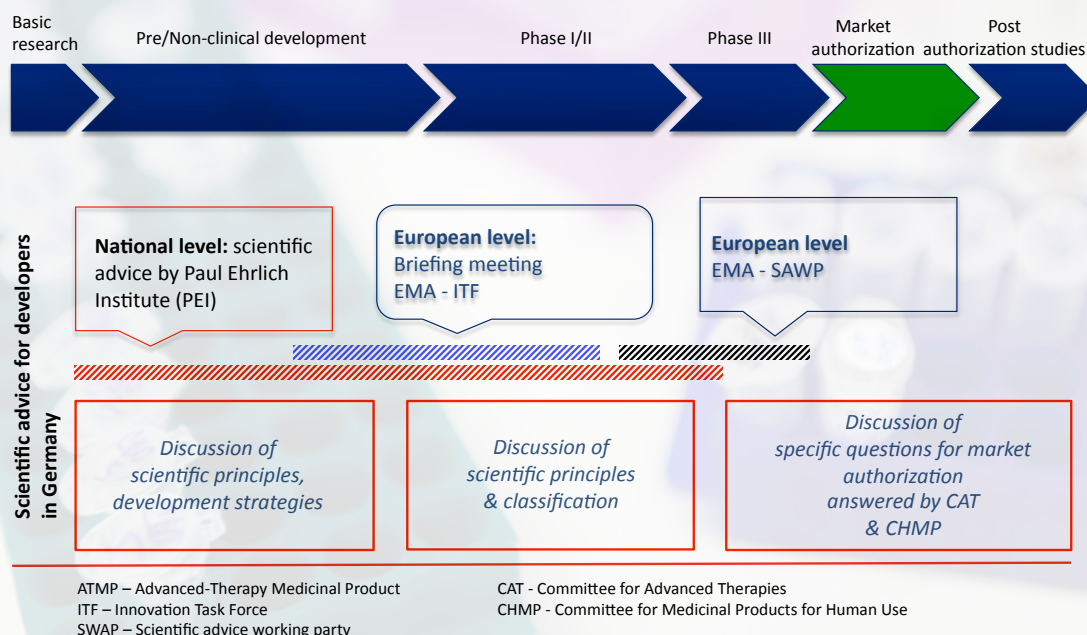 Basic
research
Pre/Non-clinical development
Phase I/II
Phase III
Market
authorization
Post
authorization studies
Scientific advice for developers
in Germany
National level: scientific
advice by Paul Ehrlich
Institute (PEI)
European level:
Briefing meeting
EMA - ITF
European level
EMA - SAWP
Discussion of
scientific principles,
development strategies
Discussion of
scientific principles
& classification
Discussion of
specific questions for market
authorization
answered by CAT
& CHMP
ATMP – Advanced-Therapy Medicinal Product
ITF – Innovation Task Force
SWAP – Scientific advice working party
CAT - Committee for Advanced Therapies
CHMP - Committee for Medicinal Products for Human Use